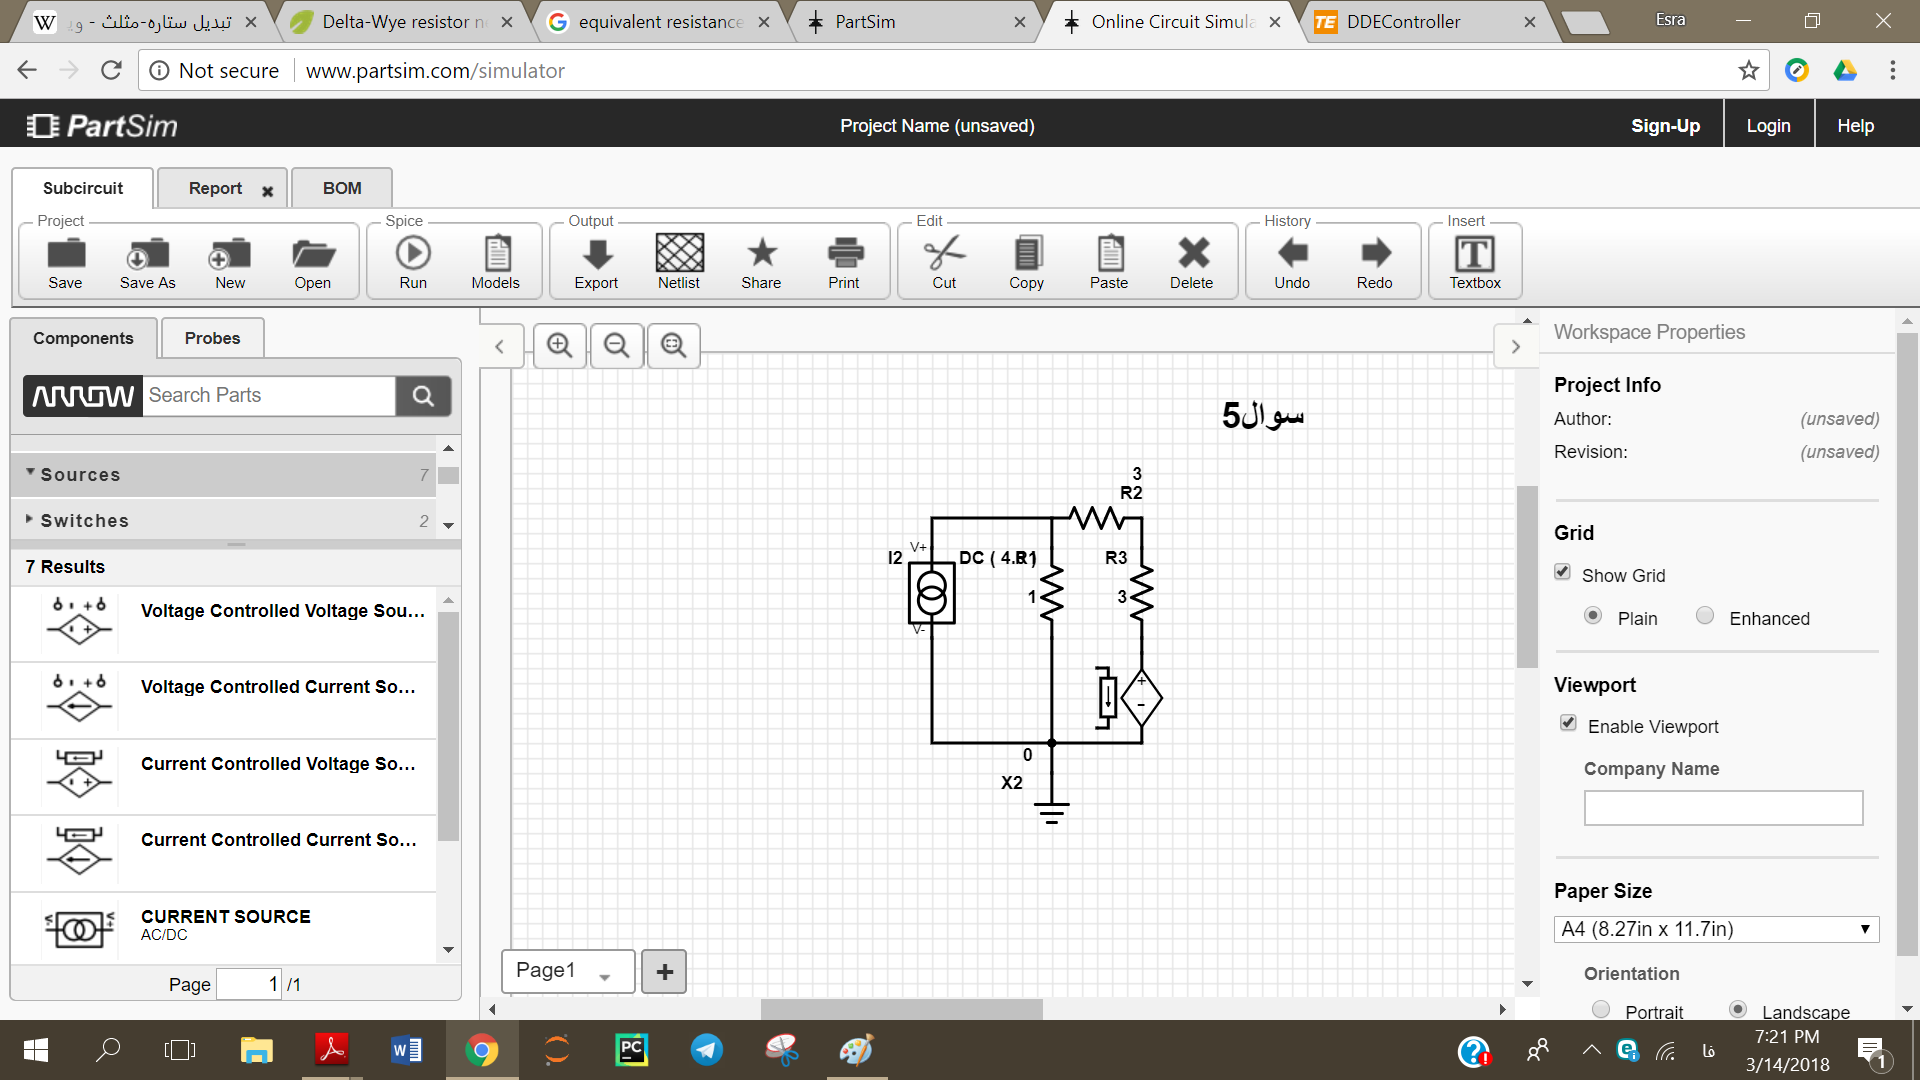 تبدیل ستاره-مثلث - وی
Delta-Wye resistor n
equivalent resistance
PartSim
Online Circuit Simula
DDEController
Esra
Not secure
www.partsim.com/simulator
PartSim
Project Name (unsaved)
Sign-Up
Login
Help
Subcircuit
Report
BOM
Project
Spice
Output
Edit
History
Insert
Save
Save As
New
Open
Run
Models
Export
Netlist
Share
Print
Cut
Copy
Paste
Delete
Undo
Redo
Textbox
Components
Probes
ARROW
Search Parts
Sources 7
Switches 2
7 Results
Voltage Controlled Voltage Sou...
Voltage Controlled Current So...
Current Controlled Voltage So...
Current Controlled Current So...
CURRENT SOURCE
AC/DC
Page 1 /1
سوال5
3
R2
I2
V+
DC ( 4.
R1
R3
1
3
V-
0
X2
Page1
Workspace Properties
Project Info
Author: (unsaved)
Revision: (unsaved)
Grid
Show Grid
Plain
Enhanced
Viewport
Enable Viewport
Company Name
Paper Size
A4 (8.27in x 11.7in)
Orientation
Portrait
Landscape
فا
7:21 PM
3/14/2018
1